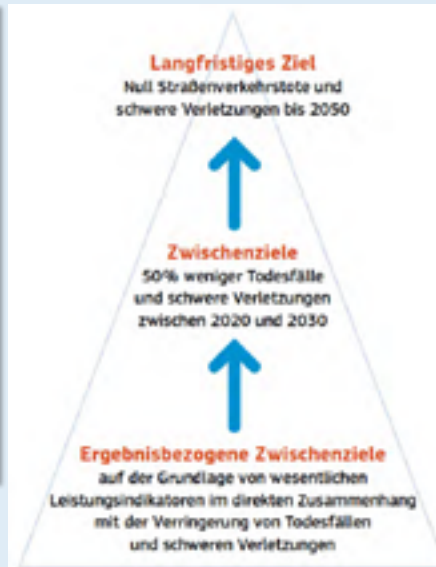 Langfristiges Ziel
Null Straßenverkehrstote und
schwere Verletzungen bis 2050
Zwischenziele
50% weniger Todesfälle
und schwere Verletzungen
zwischen 2020 und 2030
Ergebnisbezogene Zwischenziele
auf der Grundlage von wesentlichen
Leistungsindikatoren im direkten Zusammenhang
mit der Verringerung von Todesfällen
und schweren Verletzungen